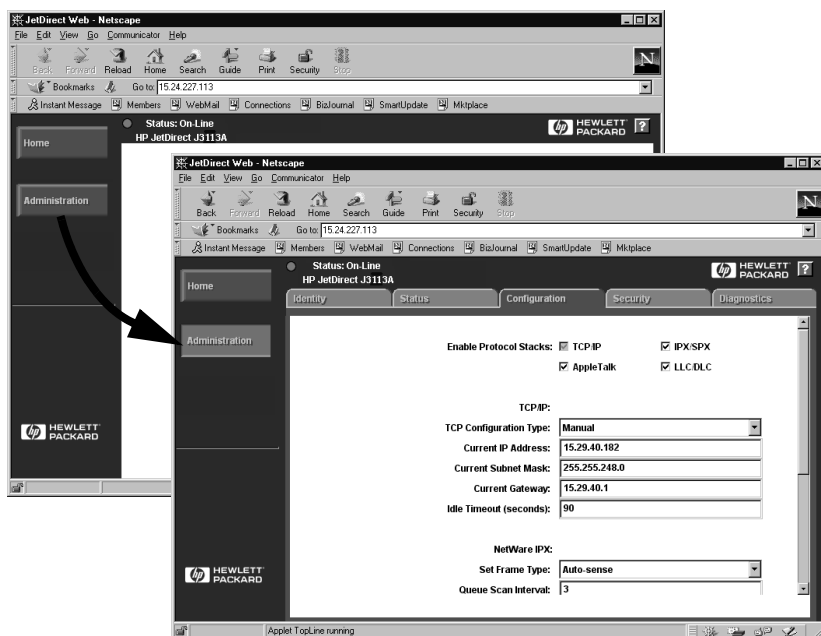 JetDirect Web - Netscape
File Edit View Go Communicator Help
Back Forward Reload Home Search Guide Print Security Stop
N
Bookmarks Go to: 15.24.227.113
Instant Message Members WebMail Connections BizJournal SmartUpdate Mktplace
Home
Administration
Status: On-Line
HP JetDirect J3113A
hp HEWLETT PACKARD ?
hp HEWLETT PACKARD
JetDirect Web - Netscape
File Edit View Go Communicator Help
Back Forward Reload Home Search Guide Print Security Stop
N
Bookmarks Go to: 15.24.227.113
Instant Message Members WebMail Connections BizJournal SmartUpdate Mktplace
Home
Administration
Status: On-Line
HP JetDirect J3113A
hp HEWLETT PACKARD ?
Identity Status Configuration Security Diagnostics
Enable Protocol Stacks: TCP/IP IPX/SPX
AppleTalk LLC/DLC
TCP/IP:
TCP Configuration Type: Manual
Current IP Address: 15.29.40.182
Current Subnet Mask: 255.255.248.0
Current Gateway: 15.29.40.1
Idle Timeout (seconds): 90
NetWare IPX:
Set Frame Type: Auto-sense
Queue Scan Interval: 3
hp HEWLETT PACKARD
Applet TopLine running